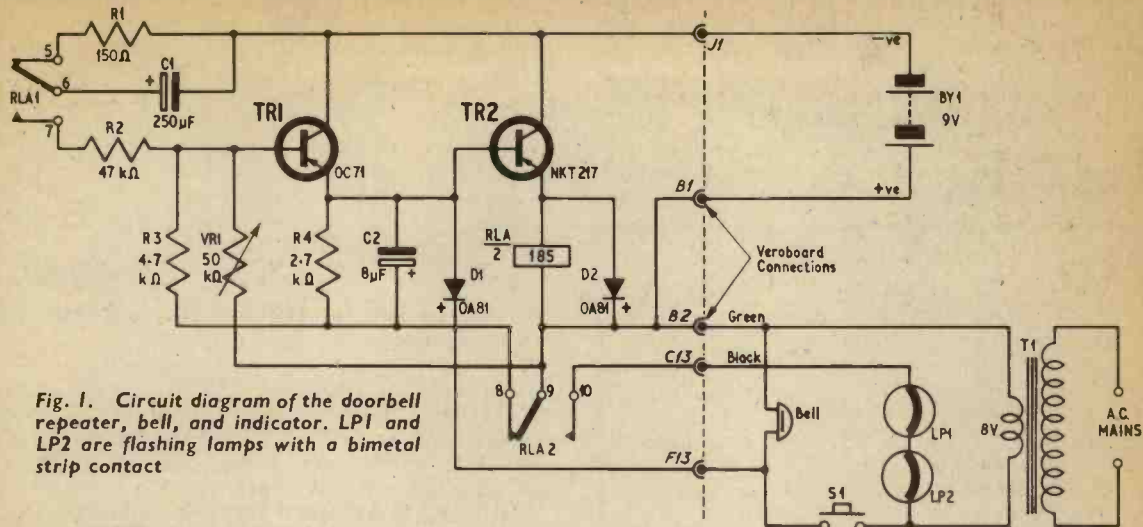 R1
150Ω
C1
+
250µF
5
6
7
RLA1
R2
47 kΩ
TR1
OC71
TR2
NKT217
R3
4·7
kΩ
VR1
50
kΩ
R4
2·7
kΩ
C2
8µF
+
D1
+
OA81
RLA
2
185
D2
+
OA81
8
9
10
RLA2
J1
-ve
BY1
9V
+ve
B1
Veroboard
Connections
B2
Green
C13
Black
F13
Bell
S1
LP1
LP2
T1
8V
A.C.
MAINS
Fig. 1. Circuit diagram of the doorbell
repeater, bell, and indicator. LP1 and
LP2 are flashing lamps with a bimetal
strip contact